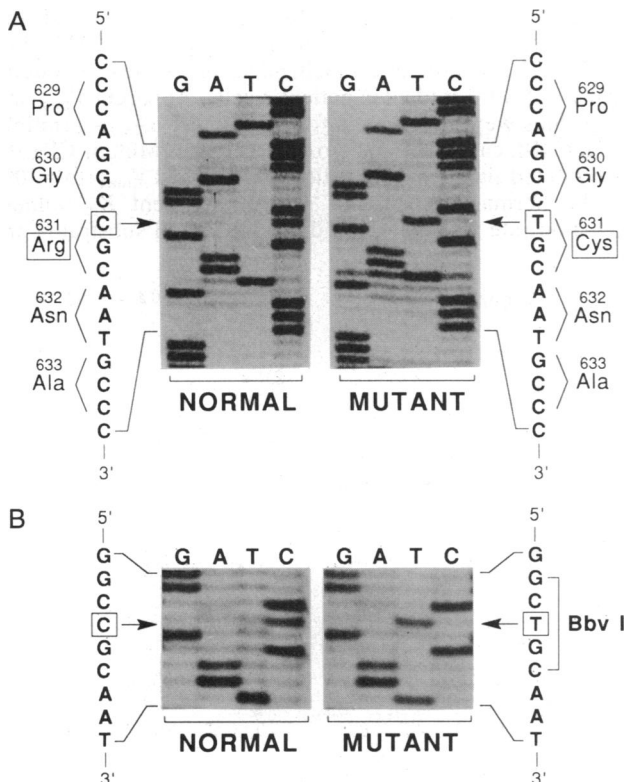 A
5'
C
C
C
A
G
G
C
C
G
C
A
A
T
G
C
C
C
3'
629
Pro
630
Gly
631
Arg
632
Asn
633
Ala
G A T C
NORMAL
G A T C
MUTANT
5'
C
C
C
A
G
G
C
T
G
C
A
A
T
G
C
C
C
3'
629
Pro
630
Gly
631
Cys
632
Asn
633
Ala
B
5'
G
G
C
C
G
C
A
A
T
3'
G A T C
NORMAL
G A T C
MUTANT
5'
G
G
C
T
G
C
A
A
T
3'
Bbv I